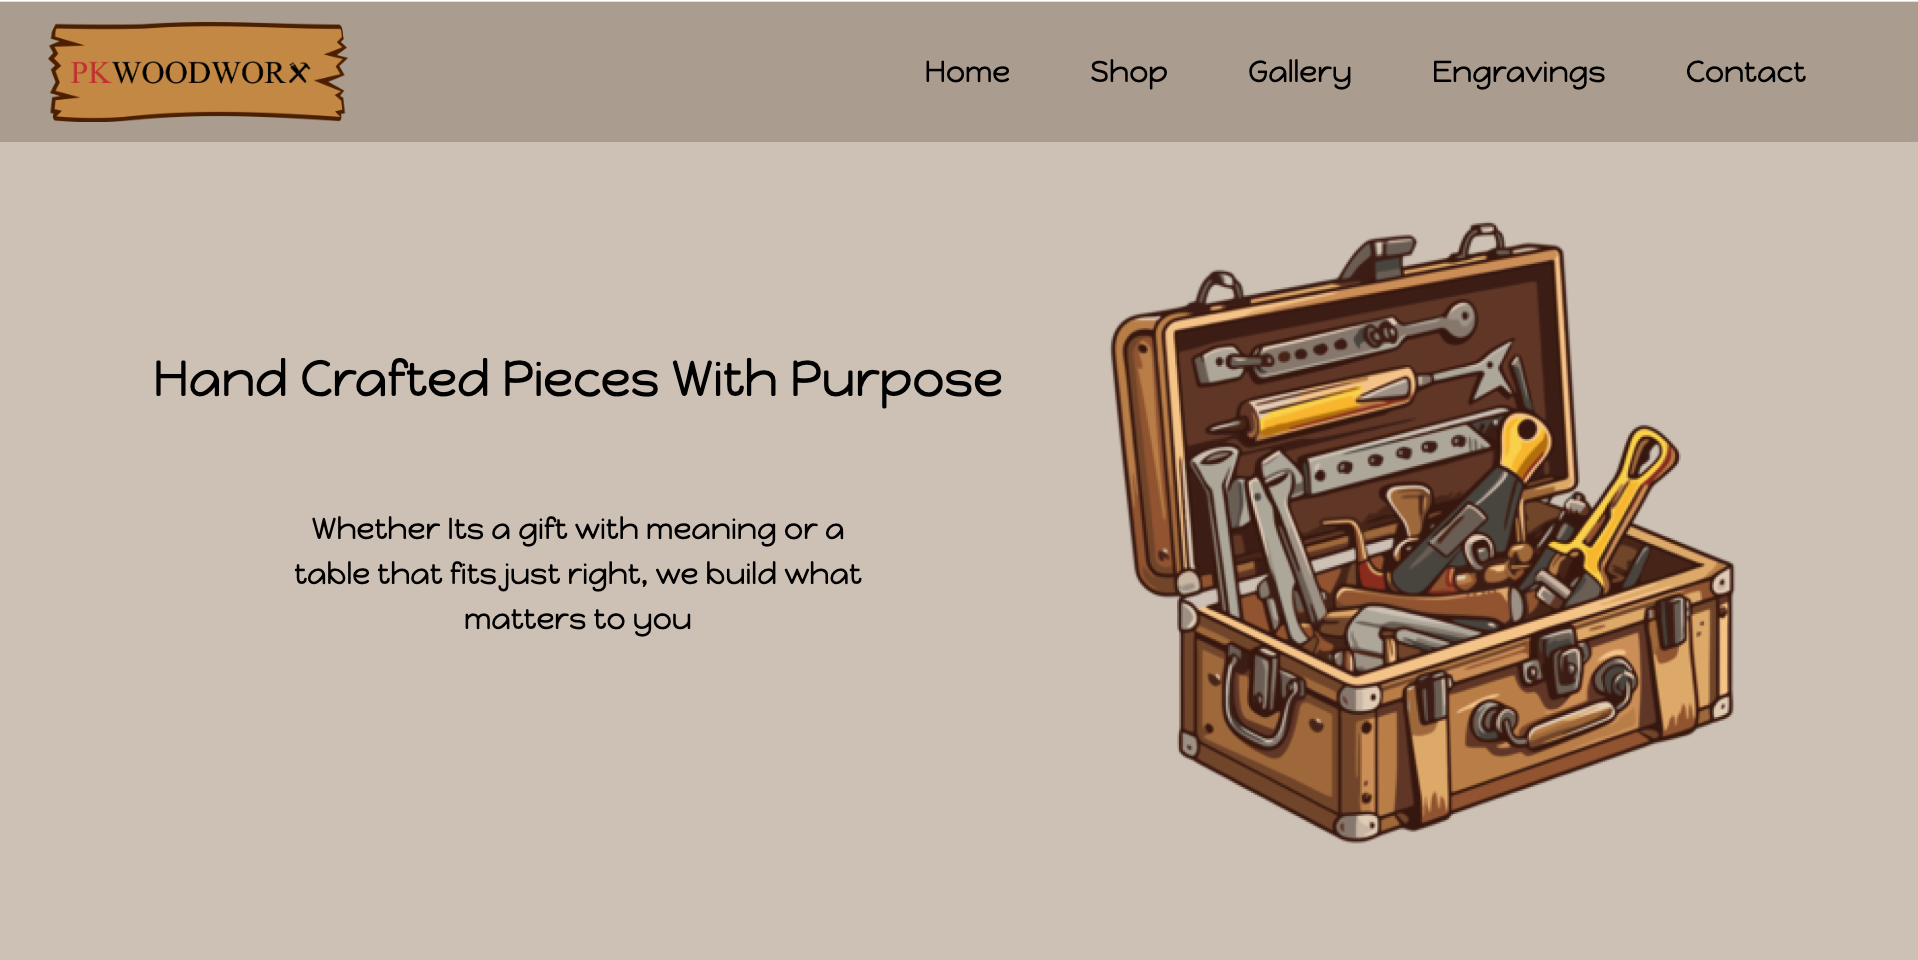 PKWOODWORX
Home Shop Gallery Engravings Contact
Hand Crafted Pieces With Purpose
Whether Its a gift with meaning or a
table that fits just right, we build what
matters to you